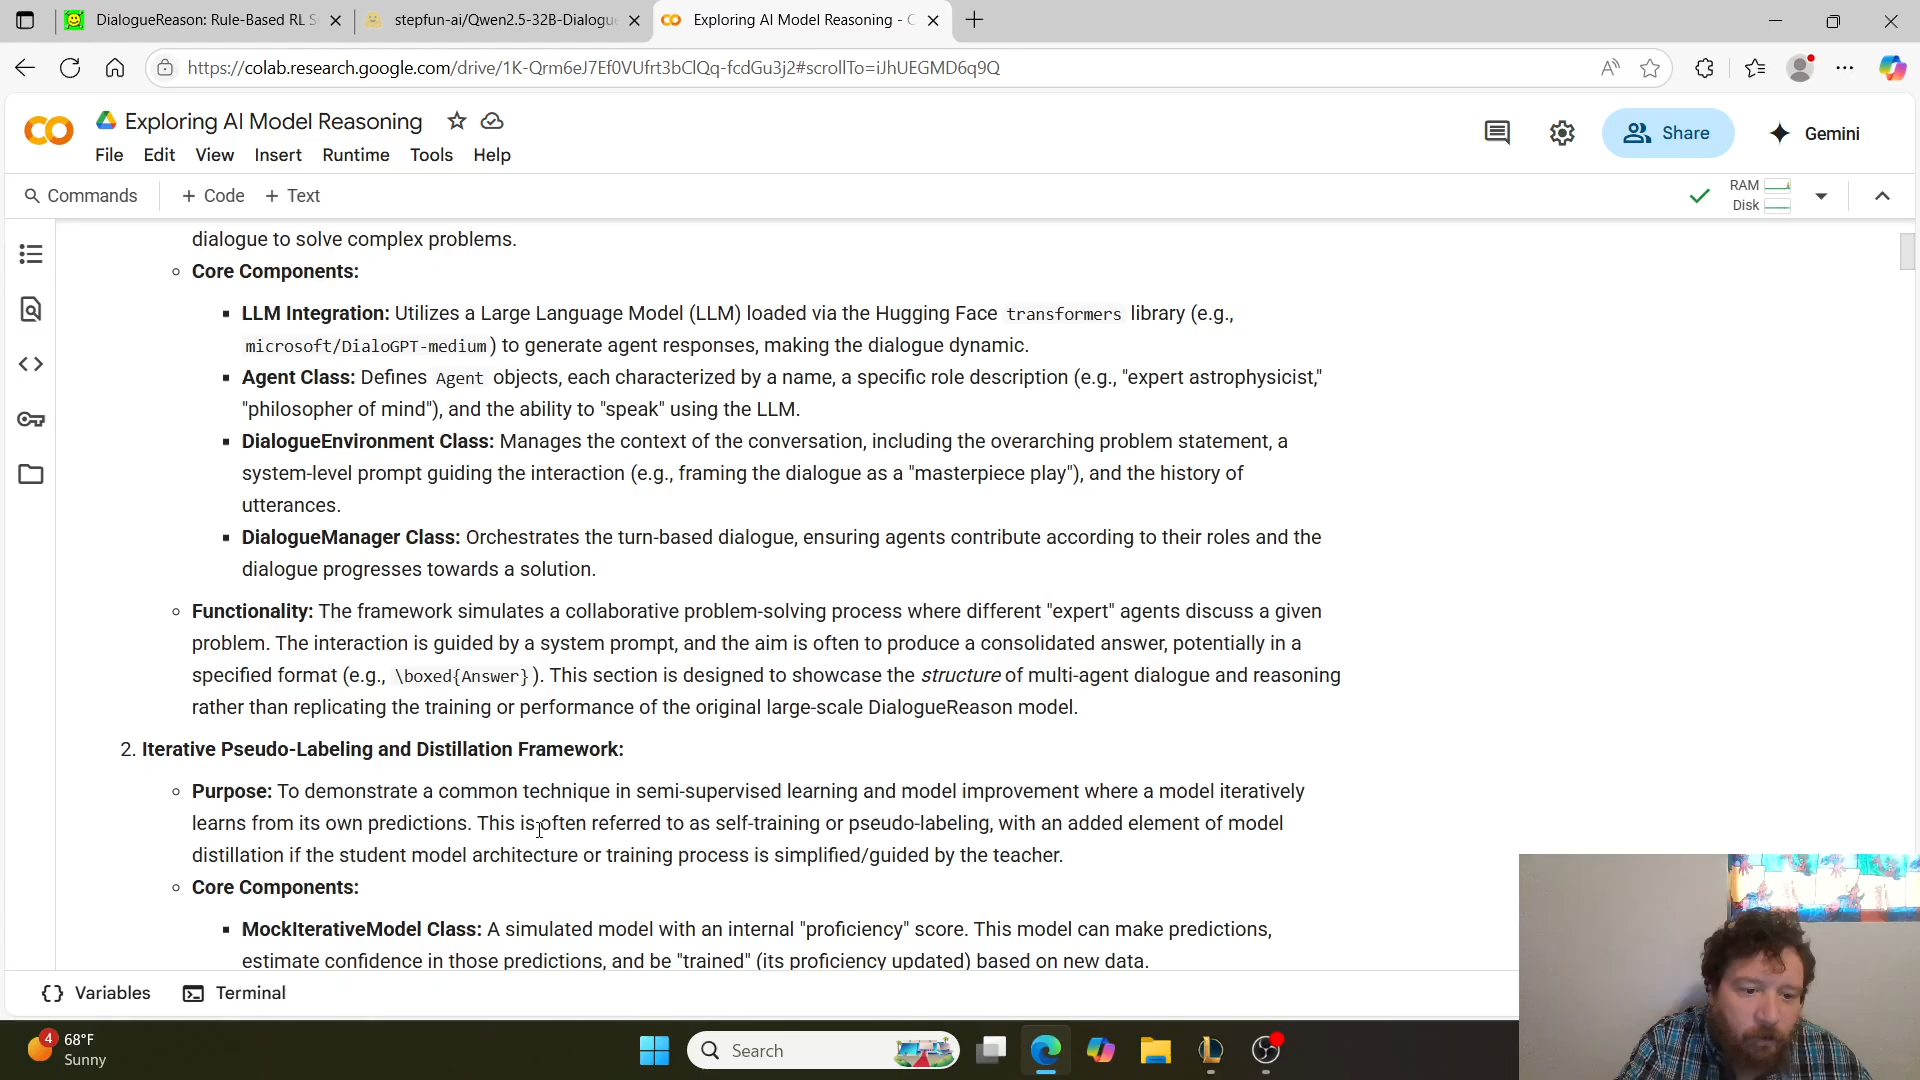 DialogueReason: Rule-Based RL S
stepfun-ai/Qwen2.5-32B-Dialogu
Exploring AI Model Reasoning - C
https://colab.research.google.com/drive/1K-Qrm6eJ7Ef0VUfrt3bClQq-fcdGu3j2#scrollTo=iJhUEGMD6q9Q
Exploring AI Model Reasoning
Share
Gemini
File Edit View Insert Runtime Tools Help
Commands + Code + Text
RAM
Disk
dialogue to solve complex problems.
Core Components:
LLM Integration: Utilizes a Large Language Model (LLM) loaded via the Hugging Face transformers library (e.g.,
microsoft/DialoGPT-medium) to generate agent responses, making the dialogue dynamic.
Agent Class: Defines Agent objects, each characterized by a name, a specific role description (e.g., "expert astrophysicist,"
"philosopher of mind"), and the ability to "speak" using the LLM.
DialogueEnvironment Class: Manages the context of the conversation, including the overarching problem statement, a
system-level prompt guiding the interaction (e.g., framing the dialogue as a "masterpiece play"), and the history of
utterances.
DialogueManager Class: Orchestrates the turn-based dialogue, ensuring agents contribute according to their roles and the
dialogue progresses towards a solution.
Functionality: The framework simulates a collaborative problem-solving process where different "expert" agents discuss a given
problem. The interaction is guided by a system prompt, and the aim is often to produce a consolidated answer, potentially in a
specified format (e.g., \boxed{Answer}). This section is designed to showcase the structure of multi-agent dialogue and reasoning
rather than replicating the training or performance of the original large-scale DialogueReason model.
2. Iterative Pseudo-Labeling and Distillation Framework:
Purpose: To demonstrate a common technique in semi-supervised learning and model improvement where a model iteratively
learns from its own predictions. This is often referred to as self-training or pseudo-labeling, with an added element of model
distillation if the student model architecture or training process is simplified/guided by the teacher.
Core Components:
MockIterativeModel Class: A simulated model with an internal "proficiency" score. This model can make predictions,
estimate confidence in those predictions, and be "trained" (its proficiency updated) based on new data.
{} Variables Terminal
4
68°F
Sunny
Search